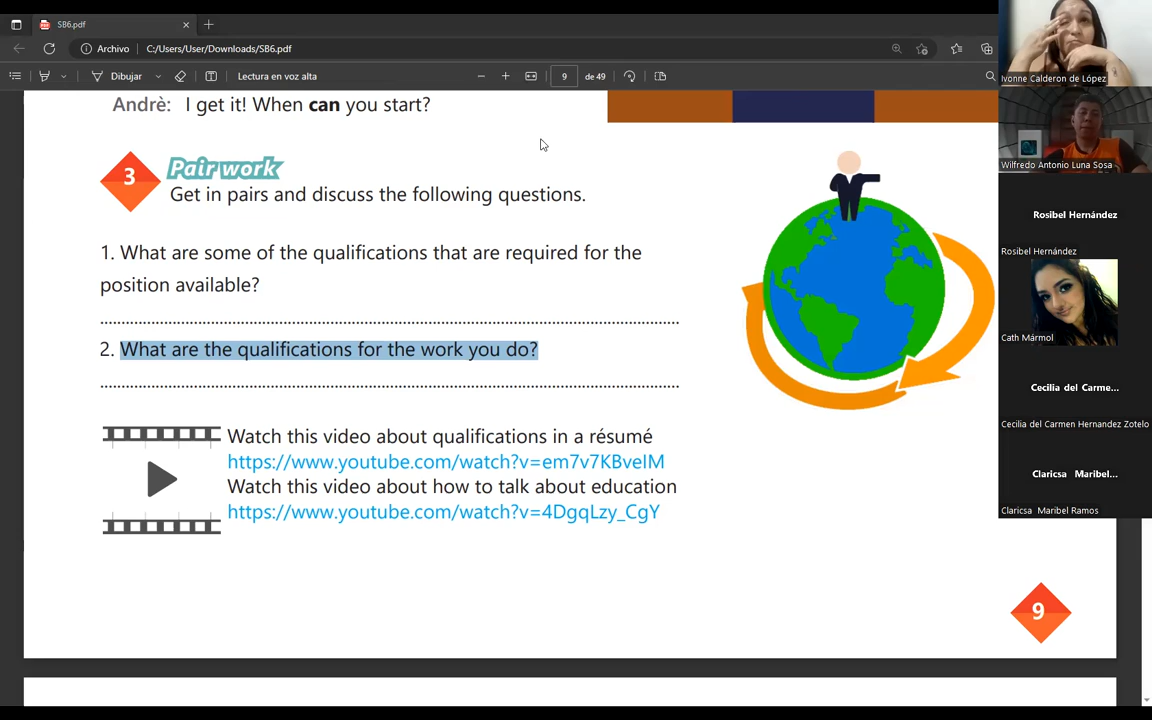 SB6.pdf
Archivo
C:/Users/User/Downloads/SB6.pdf
Dibujar
Lectura en voz alta
9
de 49
Andrè: I get it! When can you start?
3
Pair work
Get in pairs and discuss the following questions.
1. What are some of the qualifications that are required for the
position available?
2. What are the qualifications for the work you do?
Watch this video about qualifications in a résumé
https://www.youtube.com/watch?v=em7v7KBveIM
Watch this video about how to talk about education
https://www.youtube.com/watch?v=4DgqLzy_CgY
9
Ivonne Calderon de López
Wilfredo Antonio Luna Sosa
Rosibel Hernández
Rosibel Hernández
Cath Mármol
Cecilia del Carme...
Cecilia del Carmen Hernandez Zotelo
Claricsa Maribel...
Claricsa Maribel Ramos